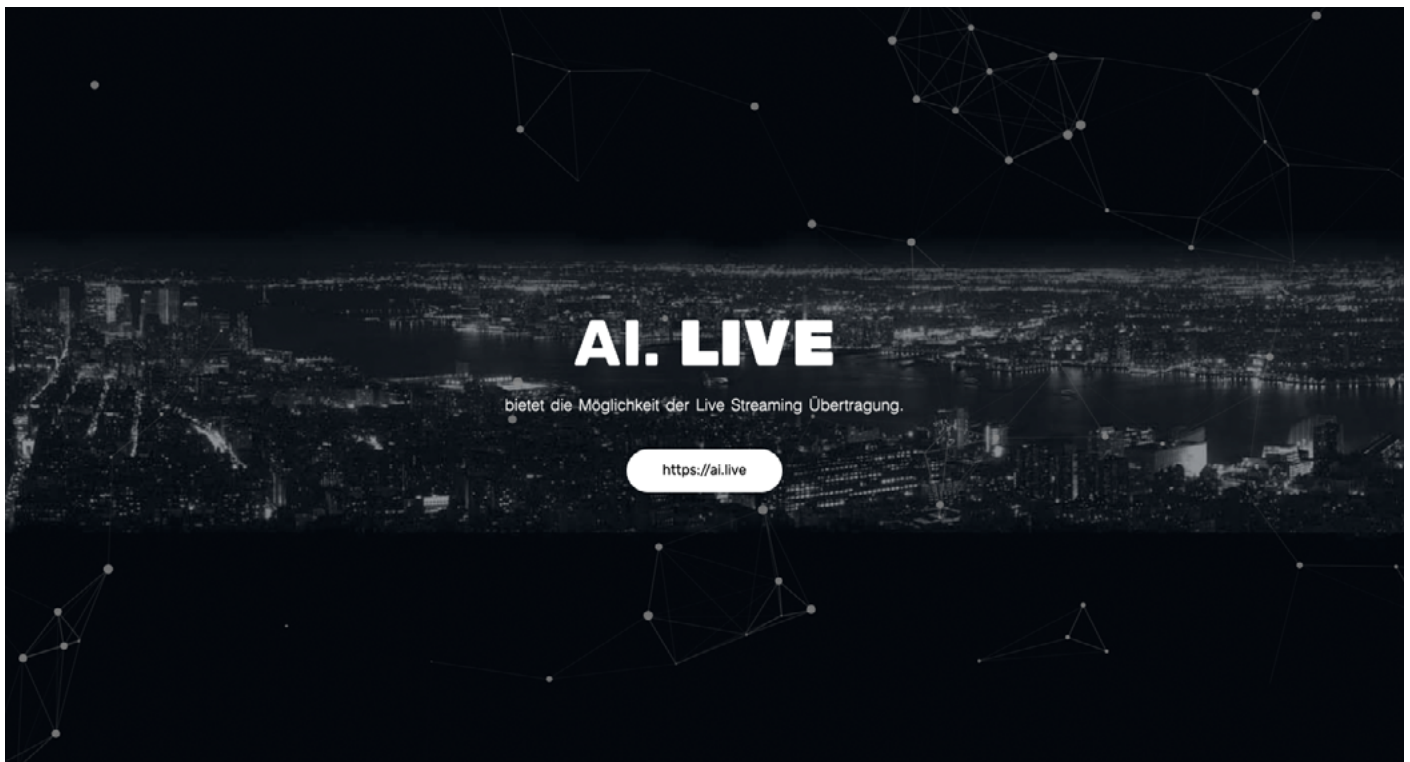 AI. LIVE
bietet die Möglichkeit der Live Streaming Übertragung.
https://ai.live